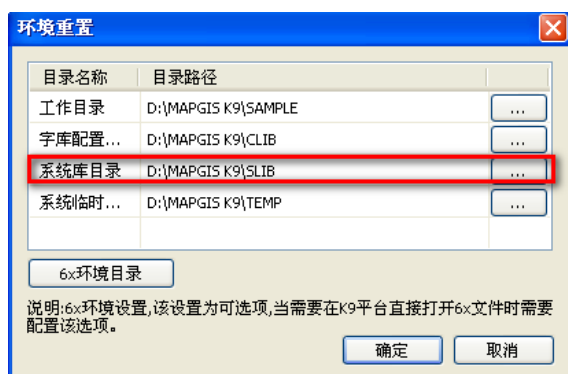 环境重置
目录名称 目录路径
工作目录 D:\MAPGIS K9\SAMPLE ...
字库配置... D:\MAPGIS K9\CLIB ...
系统库目录 D:\MAPGIS K9\SLIB ...
系统临时... D:\MAPGIS K9\TEMP ...
6x环境目录
说明:6x环境设置,该设置为可选项,当需要在K9平台直接打开6x文件时需要
配置该选项。
确定 取消